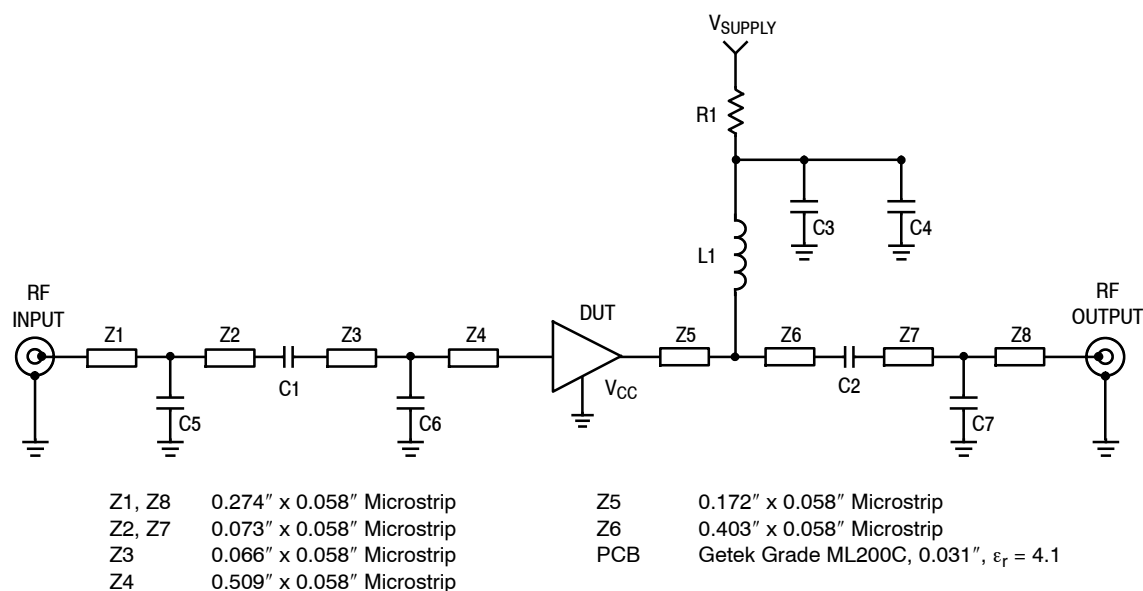 VSUPPLY
R1
C3
C4
L1
RF
INPUT
Z1
Z2
Z3
Z4
DUT
Z5
Z6
Z7
Z8
RF
OUTPUT
C1
VCC
C2
C5
C6
C7
Z1, Z8 0.274″ x 0.058″ Microstrip
Z2, Z7 0.073″ x 0.058″ Microstrip
Z3 0.066″ x 0.058″ Microstrip
Z4 0.509″ x 0.058″ Microstrip
Z5 0.172″ x 0.058″ Microstrip
Z6 0.403″ x 0.058″ Microstrip
PCB Getek Grade ML200C, 0.031″, εr = 4.1